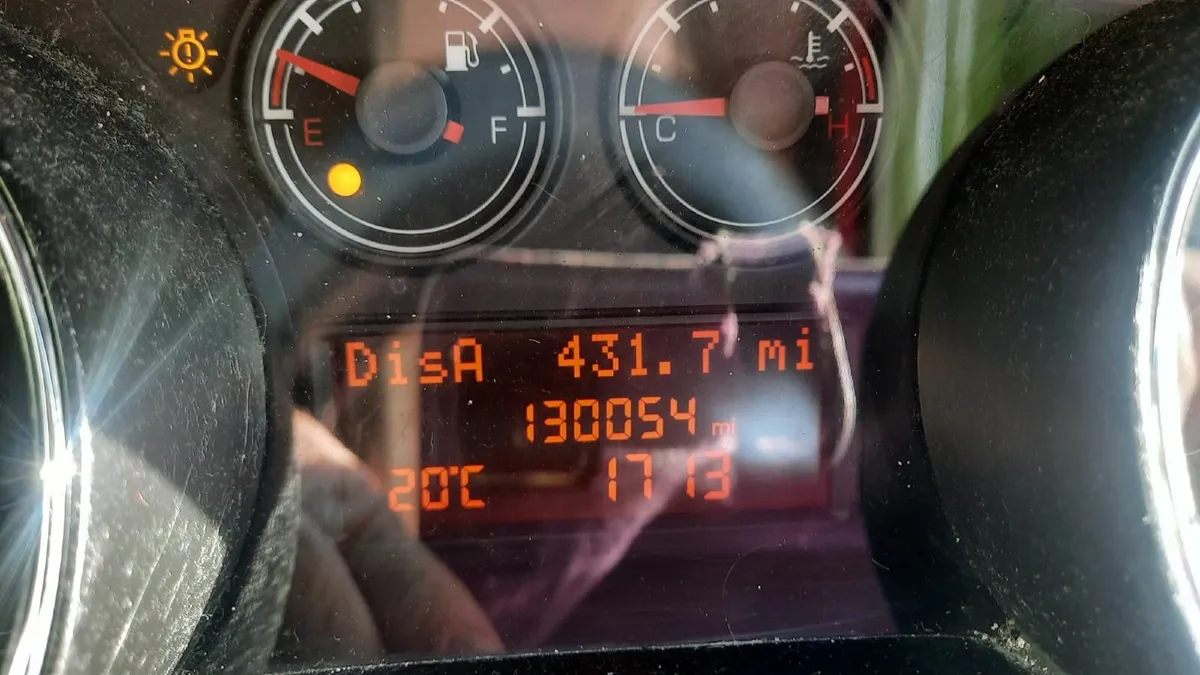 E F
C H
DisA 431.7 mi
130054 mi
20°C 17 13